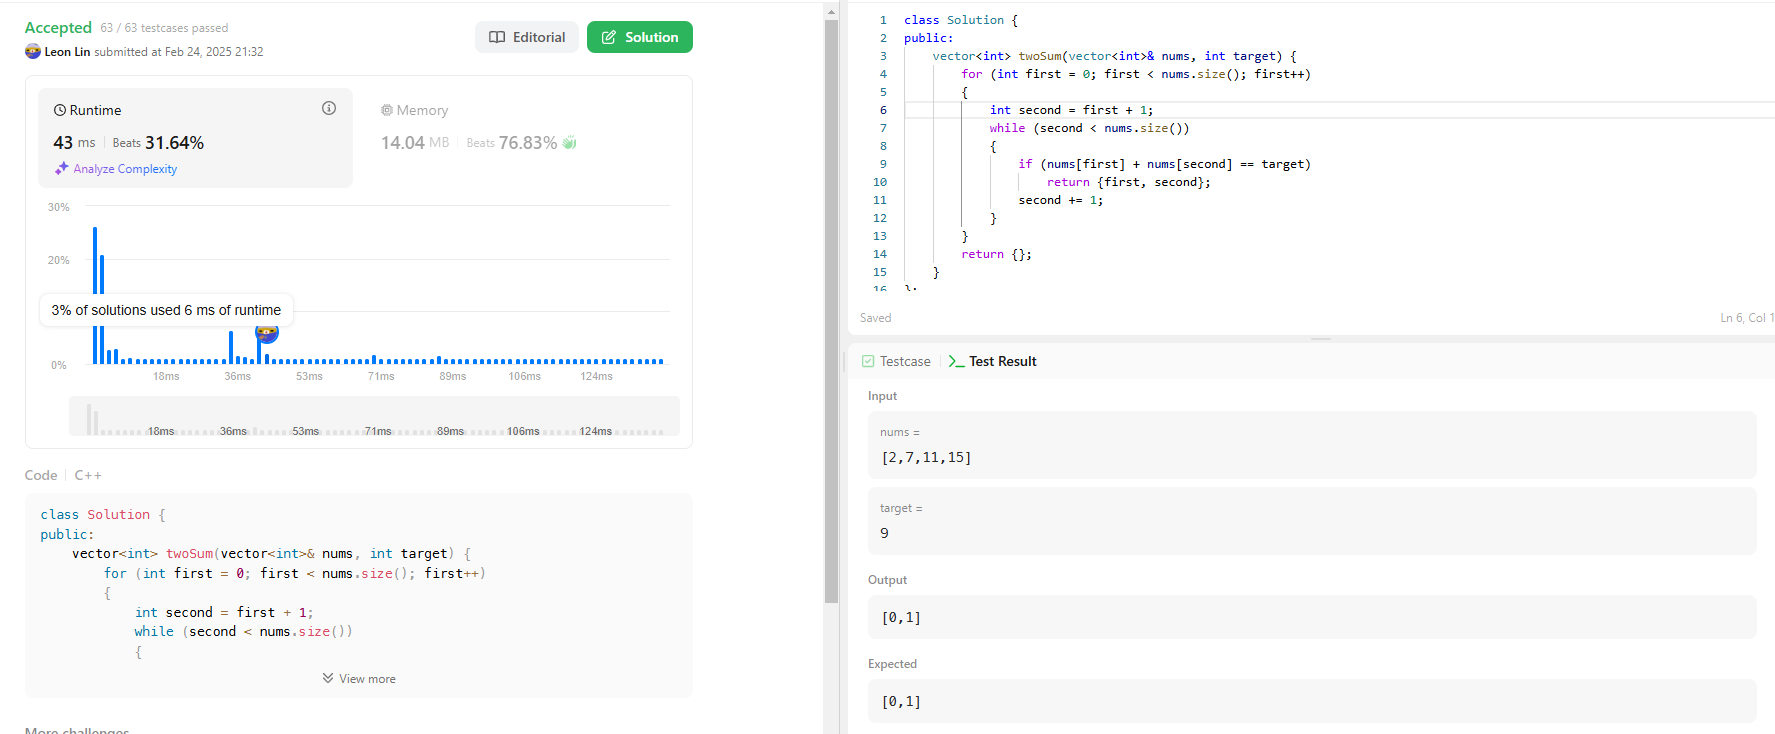 Accepted 63 / 63 testcases passed
Leon Lin submitted at Feb 24, 2025 21:32
Editorial
Solution
Runtime
43 ms | Beats 31.64%
Analyze Complexity
Memory
14.04 MB | Beats 76.83%
30%
20%
0%
3% of solutions used 6 ms of runtime
18ms 36ms 53ms 71ms 89ms 106ms 124ms
18ms 36ms 53ms 71ms 89ms 106ms 124ms
Code | C++
class Solution {
public:
    vector<int> twoSum(vector<int>& nums, int target) {
        for (int first = 0; first < nums.size(); first++)
        {
            int second = first + 1;
            while (second < nums.size())
            {
View more
More challenges
1 class Solution {
2 public:
3     vector<int> twoSum(vector<int>& nums, int target) {
4         for (int first = 0; first < nums.size(); first++)
5         {
6             int second = first + 1;
7             while (second < nums.size())
8             {
9                 if (nums[first] + nums[second] == target)
10                     return {first, second};
11                 second += 1;
12             }
13         }
14         return {};
15     }
16 };
Saved
Ln 6, Col 1
Testcase | Test Result
Input
nums =
[2,7,11,15]
target =
9
Output
[0,1]
Expected
[0,1]